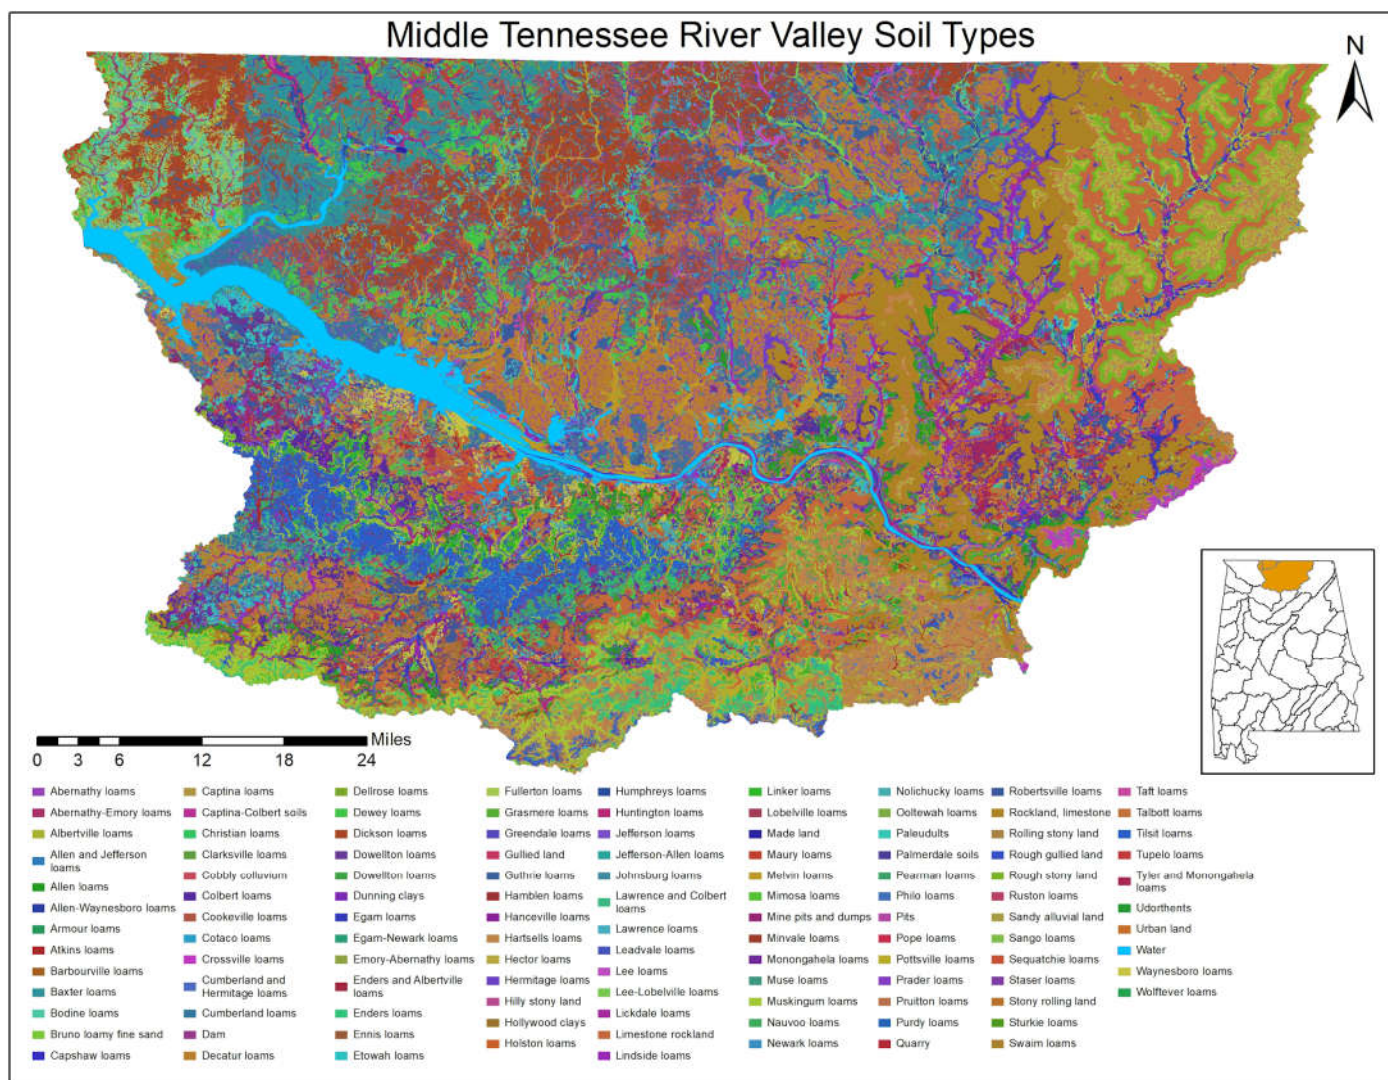 Middle Tennessee River Valley Soil Types
N
Miles
0 3 6 12 18 24
Abernathy loams
Abernathy-Emory loams
Albertville loams
Allen and Jefferson
loams
Allen loams
Allen-Waynesboro loams
Armour loams
Atkins loams
Barbourville loams
Baxter loams
Bodine loams
Bruno loamy fine sand
Capshaw loams
Captina loams
Captina-Colbert soils
Christian loams
Clarksville loams
Cobbly colluvium
Colbert loams
Cookeville loams
Cotaco loams
Crossville loams
Cumberland and
Hermitage loams
Cumberland loams
Dam
Decatur loams
Dellrose loams
Dewey loams
Dickson loams
Dowellton loams
Dowellton loams
Dunning clays
Egam loams
Egam-Newark loams
Emory-Abernathy loams
Enders and Albertville
loams
Enders loams
Ennis loams
Etowah loams
Fullerton loams
Grasmere loams
Greendale loams
Gullied land
Guthrie loams
Hamblen loams
Hanceville loams
Hartsells loams
Hector loams
Hermitage loams
Hilly stony land
Hollywood clays
Holston loams
Humphreys loams
Huntington loams
Jefferson loams
Jefferson-Allen loams
Johnsburg loams
Lawrence and Colbert
loams
Lawrence loams
Leadvale loams
Lee loams
Lee-Lobelville loams
Lickdale loams
Limestone rockland
Lindside loams
Linker loams
Lobelville loams
Made land
Maury loams
Melvin loams
Mimosa loams
Mine pits and dumps
Minvale loams
Monongahela loams
Muse loams
Muskingum loams
Nauvoo loams
Newark loams
Nolichucky loams
Ooltewah loams
Paleudults
Palmerdale soils
Pearman loams
Philo loams
Pits
Pope loams
Pottsville loams
Prader loams
Pruitton loams
Purdy loams
Quarry
Robertsville loams
Rockland, limestone
Rolling stony land
Rough gullied land
Rough stony land
Ruston loams
Sandy alluvial land
Sango loams
Sequatchie loams
Staser loams
Stony rolling land
Sturkie loams
Swaim loams
Taft loams
Talbott loams
Tilsit loams
Tupelo loams
Tyler and Monongahela
loams
Udorthents
Urban land
Water
Waynesboro loams
Wolftever loams